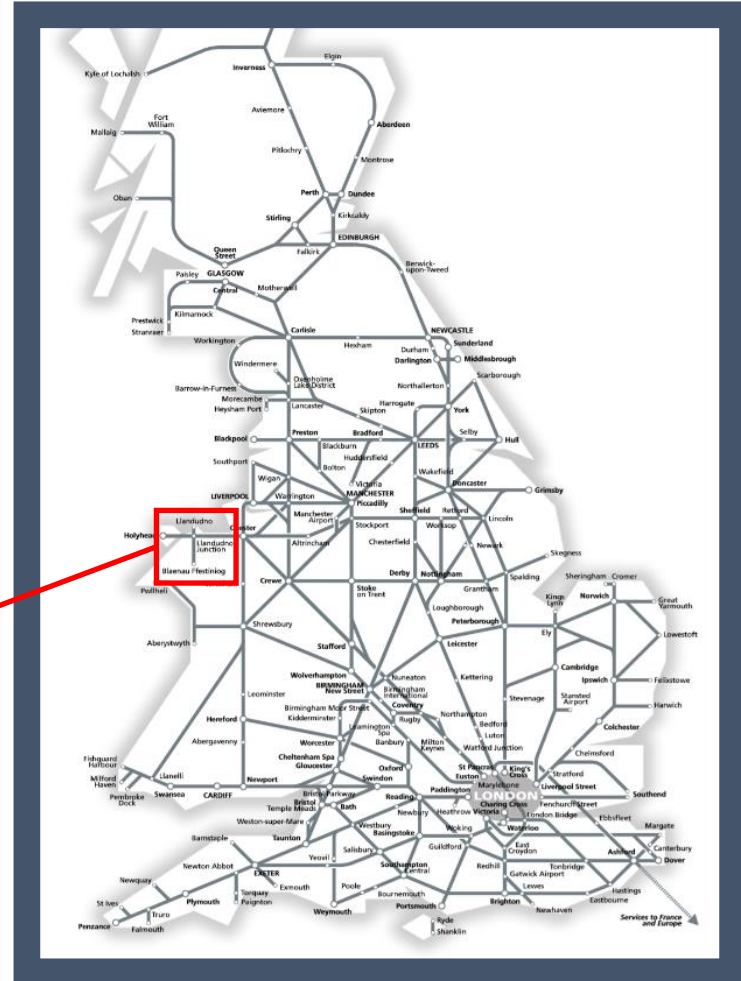 Elgin
Inverness
Kyle of Lochalsh
Aviemore
Fort
William
Mallaig
Aberdeen
Pitlochry
Montrose
Perth
Dundee
Oban
Stirling
Kirkcaldy
EDINBURGH
Queen
Street
Falkirk
GLASGOW
Central
Berwick-
upon-Tweed
Paisley
Motherwell
Prestwick
Kilmarnock
Stranraer
Carlisle
NEWCASTLE
Workington
Hexham
Sunderland
Durham
Darlington
Middlesbrough
Windermere
Oxenholme
Lake District
Scarborough
Barrow-in-Furness
Northallerton
Morecambe
Heysham Port
Lancaster
Harrogate
York
Skipton
Blackpool
Preston
Bradford
Selby
Hull
Blackburn
LEEDS
Huddersfield
Southport
Bolton
Wakefield
Wigan
Victoria
Doncaster
LIVERPOOL
Warrington
MANCHESTER
Piccadilly
Grimsby
Llandudno
Manchester
Airport
Sheffield
Retford
Lincoln
Stockport
Worksop
Holyhead
Chester
Llandudno
Junction
Altrincham
Chesterfield
Newark
Skegness
Blaenau Ffestiniog
Crewe
Derby
Nottingham
Sheringham
Cromer
Stoke
on Trent
Grantham
Spalding
Pwllheli
Kings
Lynn
Norwich
Great
Yarmouth
Loughborough
Peterborough
Shrewsbury
Ely
Lowestoft
Aberystwyth
Stafford
Leicester
Wolverhampton
Nuneaton
Cambridge
BIRMINGHAM
New Street
Birmingham
International
Kettering
Ipswich
Felixstowe
Leominster
Coventry
Stevenage
Stansted
Airport
Birmingham Moor Street
Rugby
Northampton
Harwich
Kidderminster
Hereford
Leamington
Spa
Bedford
Colchester
Worcester
Banbury
Milton
Keynes
Luton
Abergavenny
Watford Junction
Cheltenham Spa
Chelmsford
Gloucester
Oxford
St Pancras
King's
Cross
Fishguard
Harbour
Euston
Stratford
Llanelli
Newport
Swindon
Marylebone
Milford
Haven
Bristol Parkway
Reading
Paddington
Liverpool Street
Swansea
CARDIFF
LONDON
Southend
Pembroke
Dock
Bristol
Temple Meads
Bath
Newbury
Heathrow
Charing Cross
Fenchurch Street
Victoria
London Bridge
Ebbsfleet
Weston-super-Mare
Westbury
Waterloo
Margate
Barnstaple
Taunton
Basingstoke
Woking
East
Croydon
Canterbury
Salisbury
Guildford
Ashford
Dover
Newton Abbot
Yeovil
Southampton
Central
Redhill
Tonbridge
EXETER
Gatwick Airport
Newquay
Exmouth
Poole
Hastings
Torquay
Paignton
Bournemouth
Lewes
Eastbourne
St Ives
Plymouth
Weymouth
Portsmouth
Brighton
Newhaven
Truro
Ryde
Services to France
and Europe
Penzance
Falmouth
Shanklin